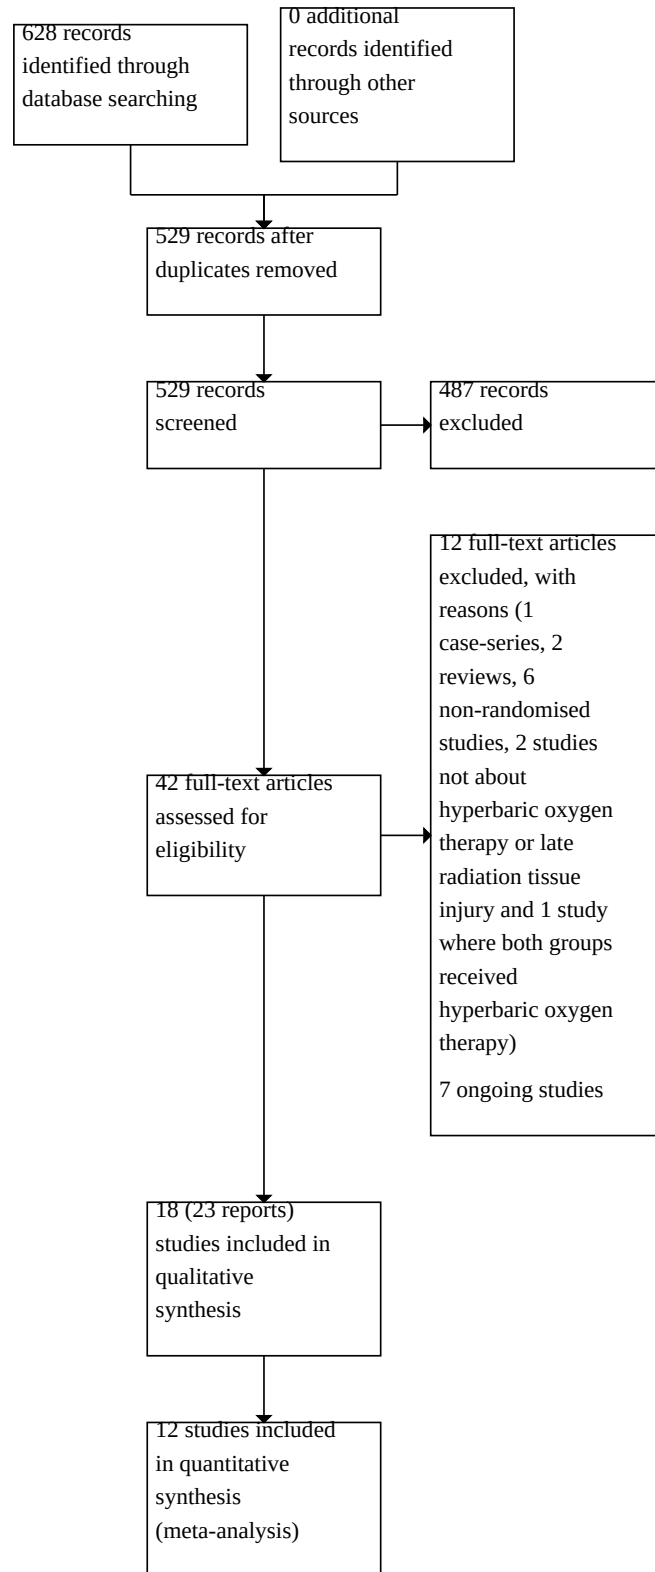 628 records
identified through
database searching
0 additional
records identified
through other
sources
529 records after
duplicates removed
529 records
screened
487 records
excluded
42 full-text articles
assessed for
eligibility
12 full-text articles
excluded, with
reasons (1
case-series, 2
reviews, 6
non-randomised
studies, 2 studies
not about
hyperbaric oxygen
therapy or late
radiation tissue
injury and 1 study
where both groups
received
hyperbaric oxygen
therapy)
7 ongoing studies
18 (23 reports)
studies included in
qualitative
synthesis
12 studies included
in quantitative
synthesis
(meta-analysis)